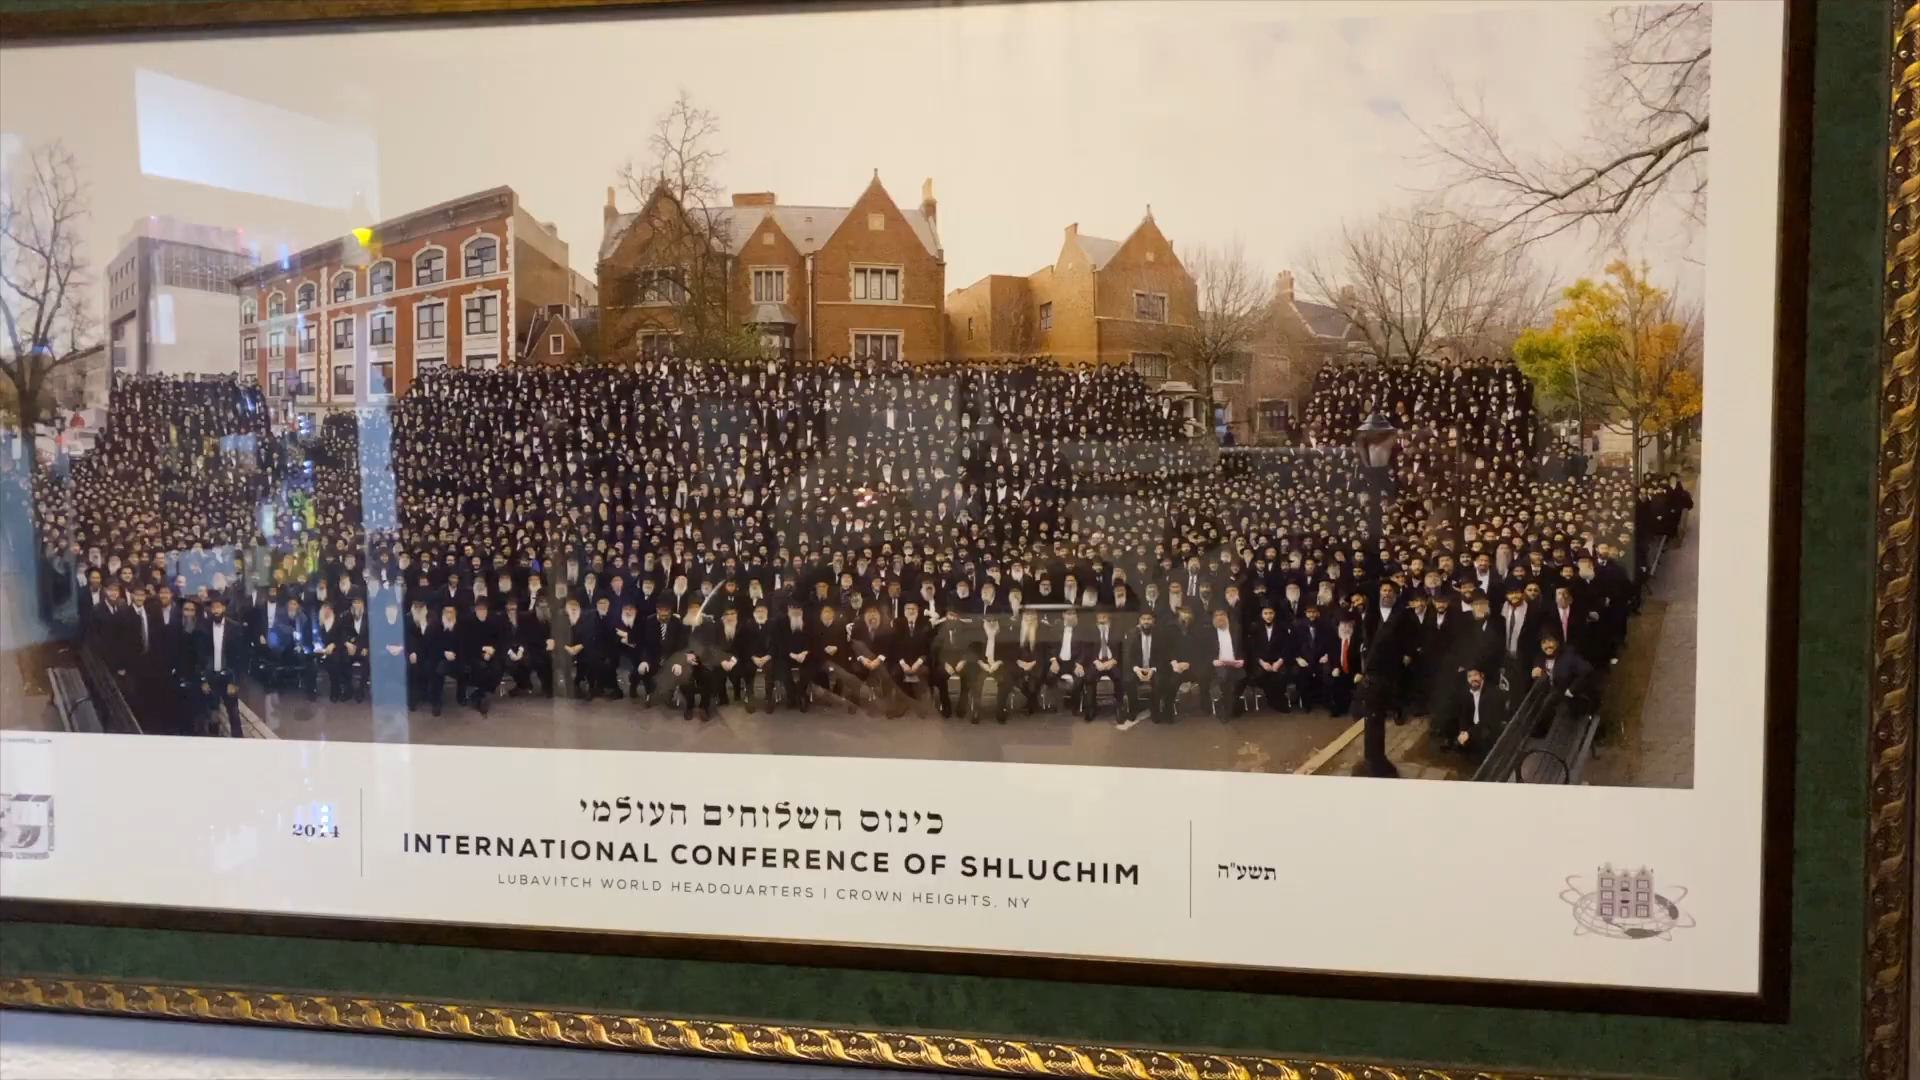 2014
כינוס השלוחים העולמי
INTERNATIONAL CONFERENCE OF SHLUCHIM
LUBAVITCH WORLD HEADQUARTERS | CROWN HEIGHTS, NY
תשע"ה